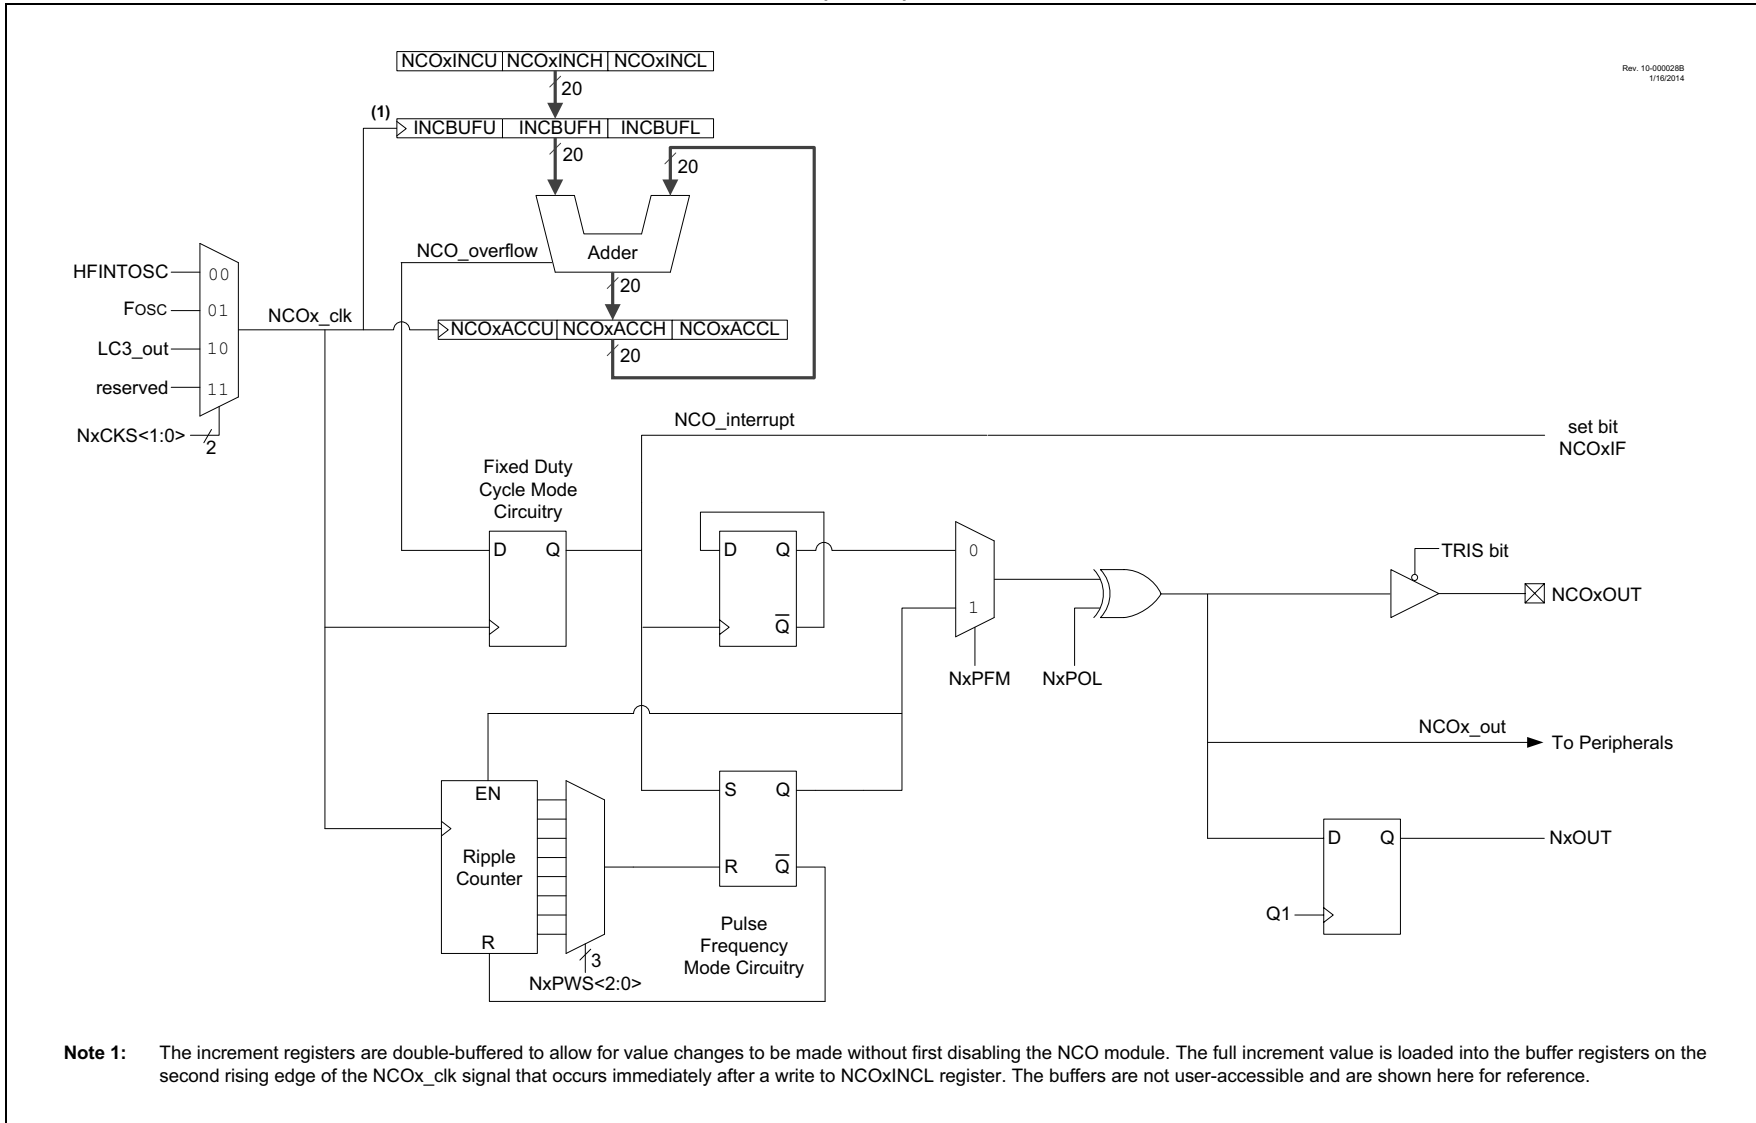 NCOxINCU NCOxINCH NCOxINCL
Rev. 10-000028B
1/16/2014
20
(1)
INCBUFU INCBUFH INCBUFL
20
20
NCO_overflow
Adder
HFINTOSC
00
20
FOSC
01
NCOx_clk
NCOxACCU NCOxACCH NCOxACCL
LC3_out
10
20
reserved
11
NxCKS<1:0>
2
NCO_interrupt
set bit
NCOxIF
Fixed Duty
Cycle Mode
Circuitry
D Q
D Q
0
TRIS bit
NCOxOUT
1
Q
NxPFM
NxPOL
NCOx_out
To Peripherals
EN
S Q
Ripple
Counter
R Q
D Q
NxOUT
Q1
R
Pulse
Frequency
Mode Circuitry
3
NxPWS<2:0>
Note 1: The increment registers are double-buffered to allow for value changes to be made without first disabling the NCO module. The full increment value is loaded into the buffer registers on the
second rising edge of the NCOx_clk signal that occurs immediately after a write to NCOxINCL register. The buffers are not user-accessible and are shown here for reference.